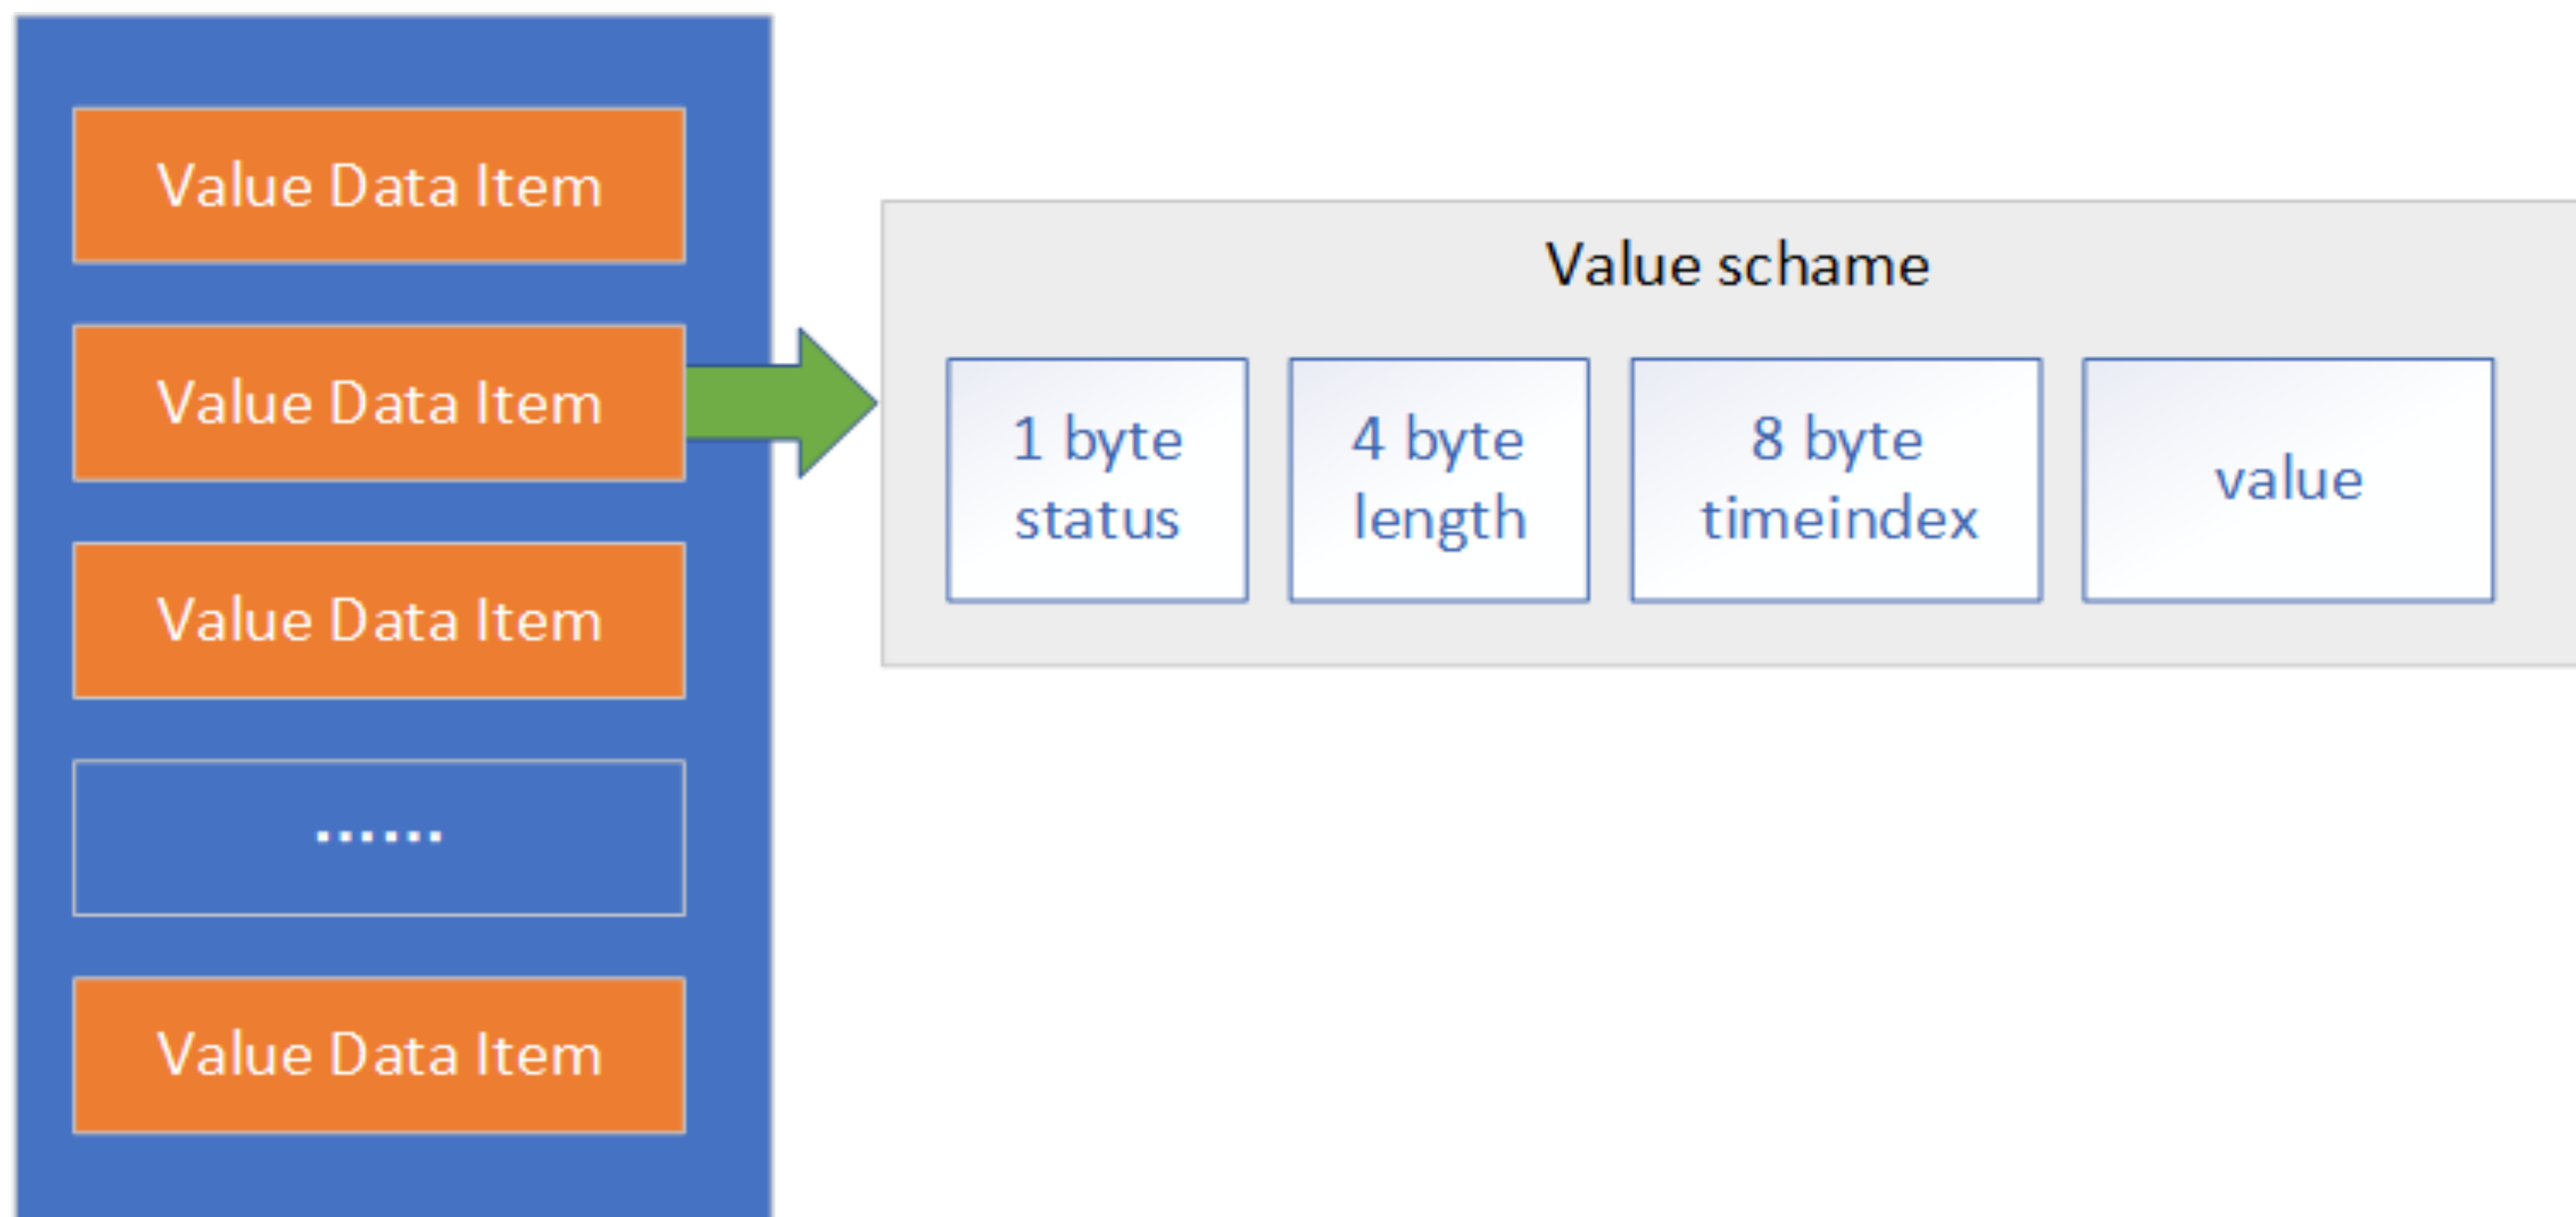 Value Data Item
Value Data Item
Value Data Item
......
Value Data Item
Value schame
1 byte
status
4 byte
length
8 byte
timeindex
value